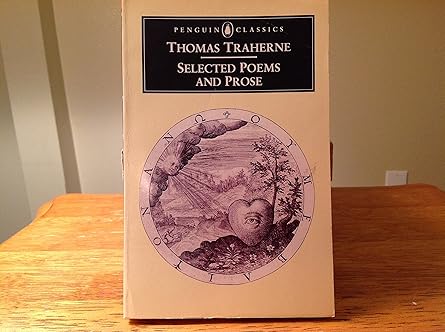 PENGUIN CLASSICS
THOMAS TRAHERNE
SELECTED POEMS
AND PROSE